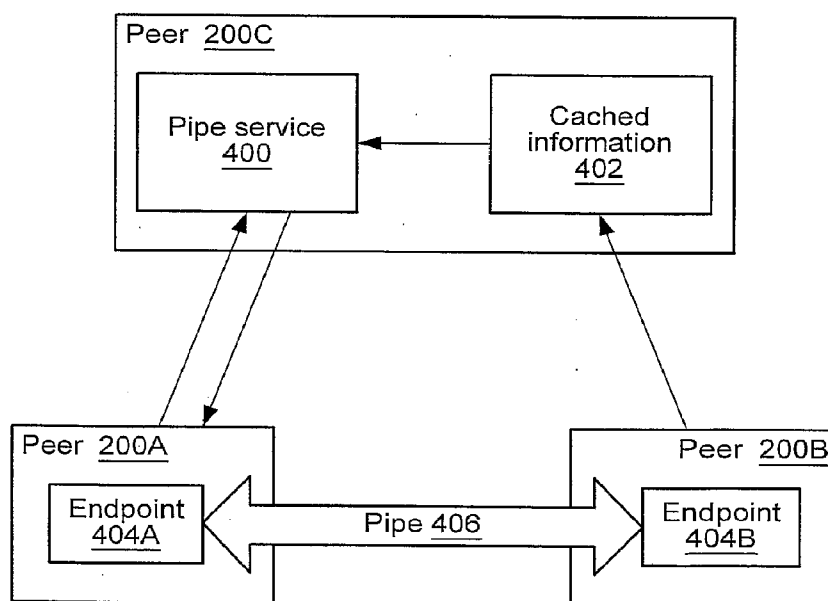 Peer 200C
Pipe service
400
Cached
information
402
Peer 200A
Peer 200B
Endpoint
404A
Pipe 406
Endpoint
404B